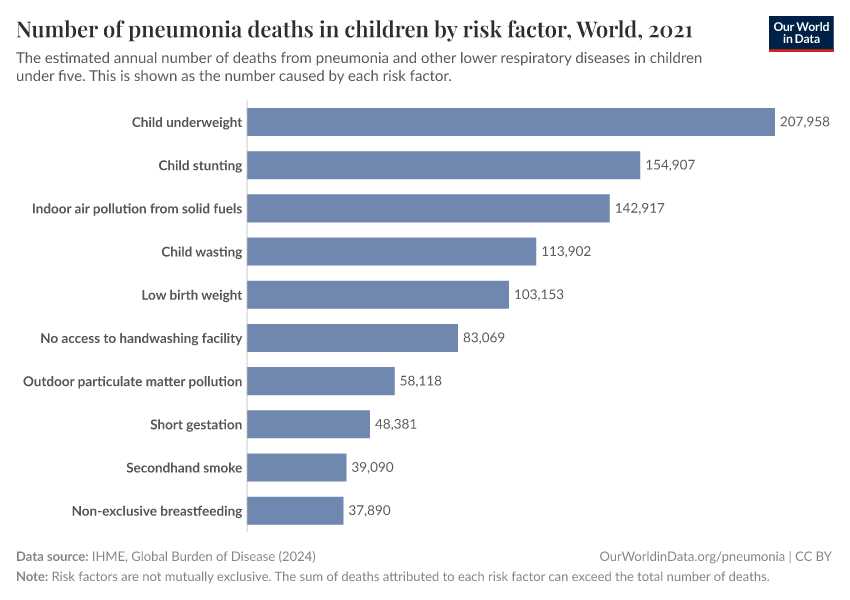 Number of pneumonia deaths in children by risk factor, World, 2021
Our World
in Data
The estimated annual number of deaths from pneumonia and other lower respiratory diseases in children
under five. This is shown as the number caused by each risk factor.
Child underweight 207,958
Child stunting 154,907
Indoor air pollution from solid fuels 142,917
Child wasting 113,902
Low birth weight 103,153
No access to handwashing facility 83,069
Outdoor particulate matter pollution 58,118
Short gestation 48,381
Secondhand smoke 39,090
Non-exclusive breastfeeding 37,890
Data source: IHME, Global Burden of Disease (2024)
OurWorldinData.org/pneumonia | CC BY
Note: Risk factors are not mutually exclusive. The sum of deaths attributed to each risk factor can exceed the total number of deaths.